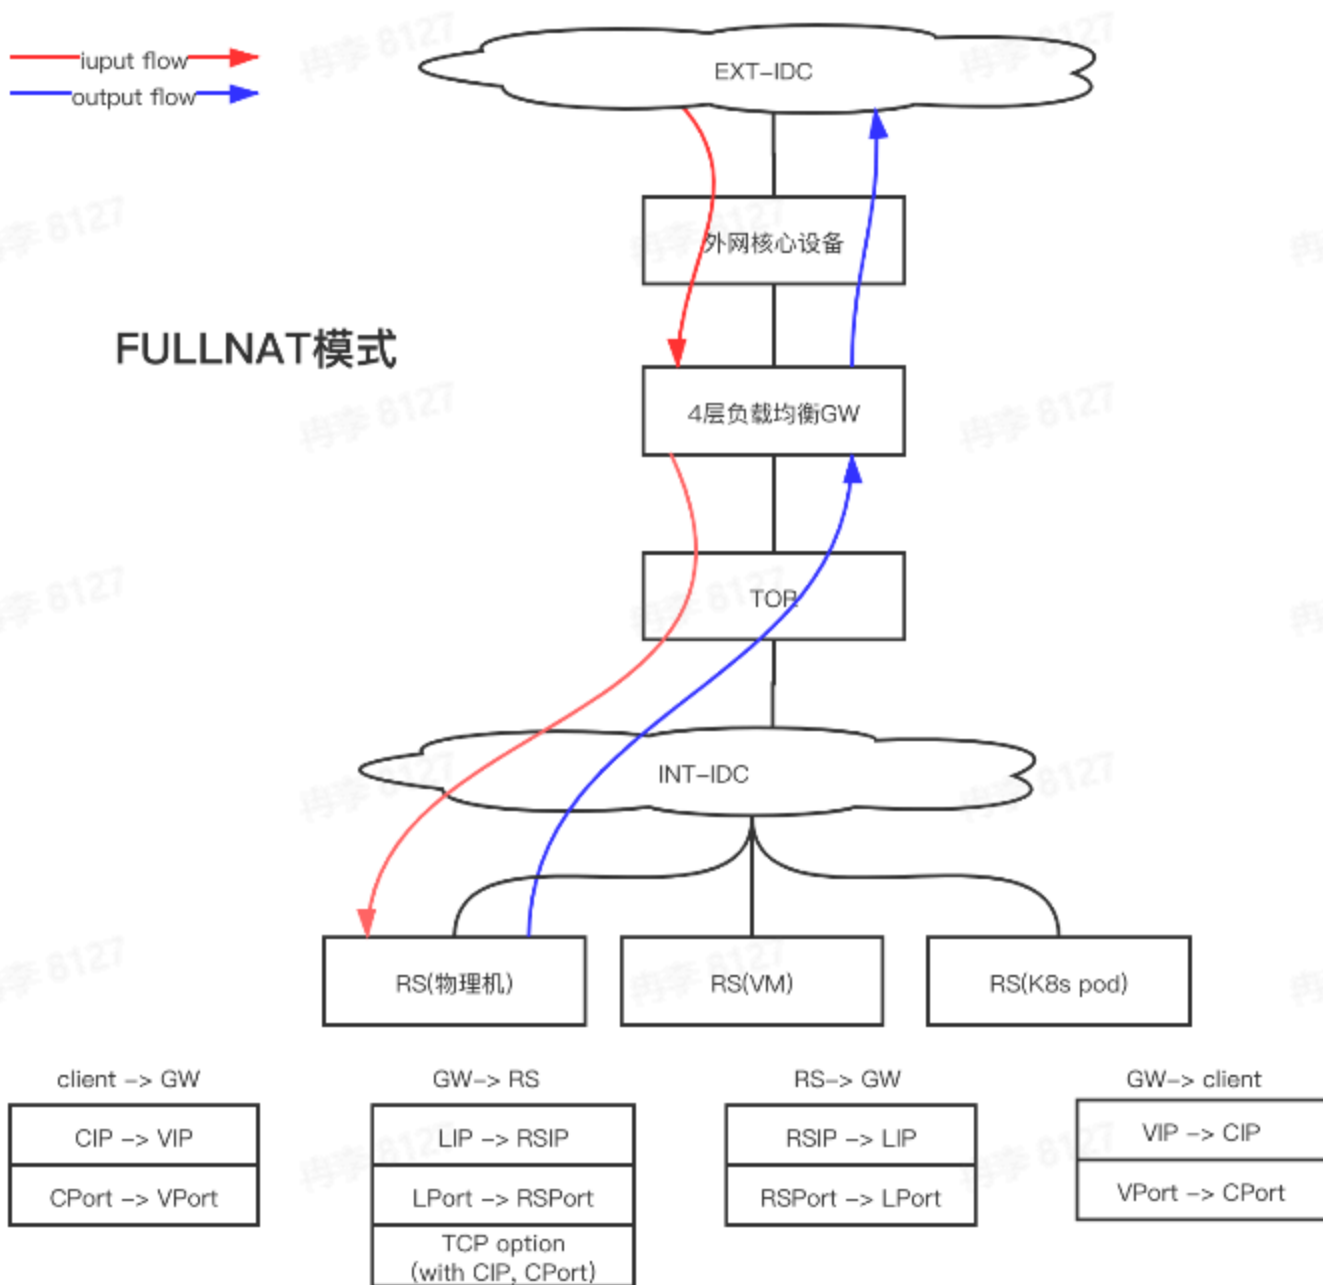 iuput flow
output flow
EXT-IDC
外网核心设备
FULLNAT模式
4层负载均衡GW
TOR
INT-IDC
RS(物理机)
RS(VM)
RS(K8s pod)
client -> GW
CIP -> VIP
CPort -> VPort
GW-> RS
LIP -> RSIP
LPort -> RSPort
TCP option
(with CIP, CPort)
RS-> GW
RSIP -> LIP
RSPort -> LPort
GW-> client
VIP -> CIP
VPort -> CPort
冉李 8127